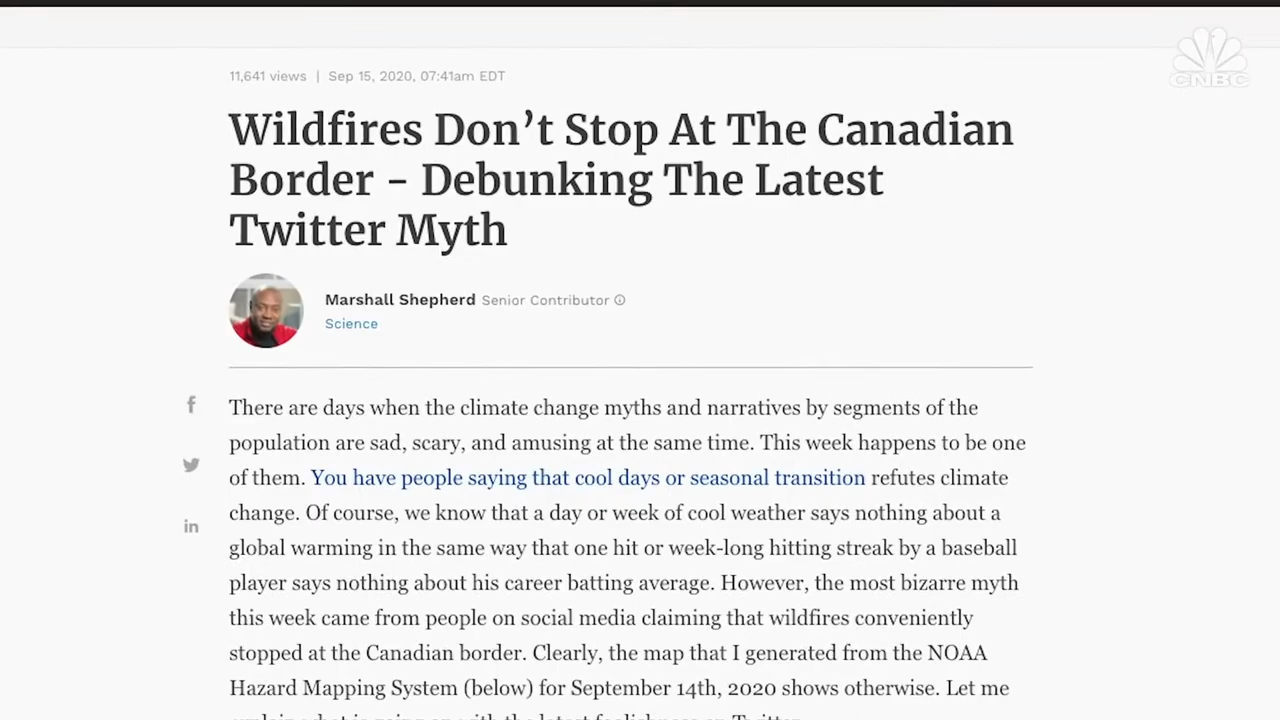 CNBC
11,641 views | Sep 15, 2020, 07:41am EDT
Wildfires Don’t Stop At The Canadian
Border - Debunking The Latest
Twitter Myth
Marshall Shepherd Senior Contributor
Science
There are days when the climate change myths and narratives by segments of the
population are sad, scary, and amusing at the same time. This week happens to be one
of them. You have people saying that cool days or seasonal transition refutes climate
change. Of course, we know that a day or week of cool weather says nothing about a
global warming in the same way that one hit or week-long hitting streak by a baseball
player says nothing about his career batting average. However, the most bizarre myth
this week came from people on social media claiming that wildfires conveniently
stopped at the Canadian border. Clearly, the map that I generated from the NOAA
Hazard Mapping System (below) for September 14th, 2020 shows otherwise. Let me